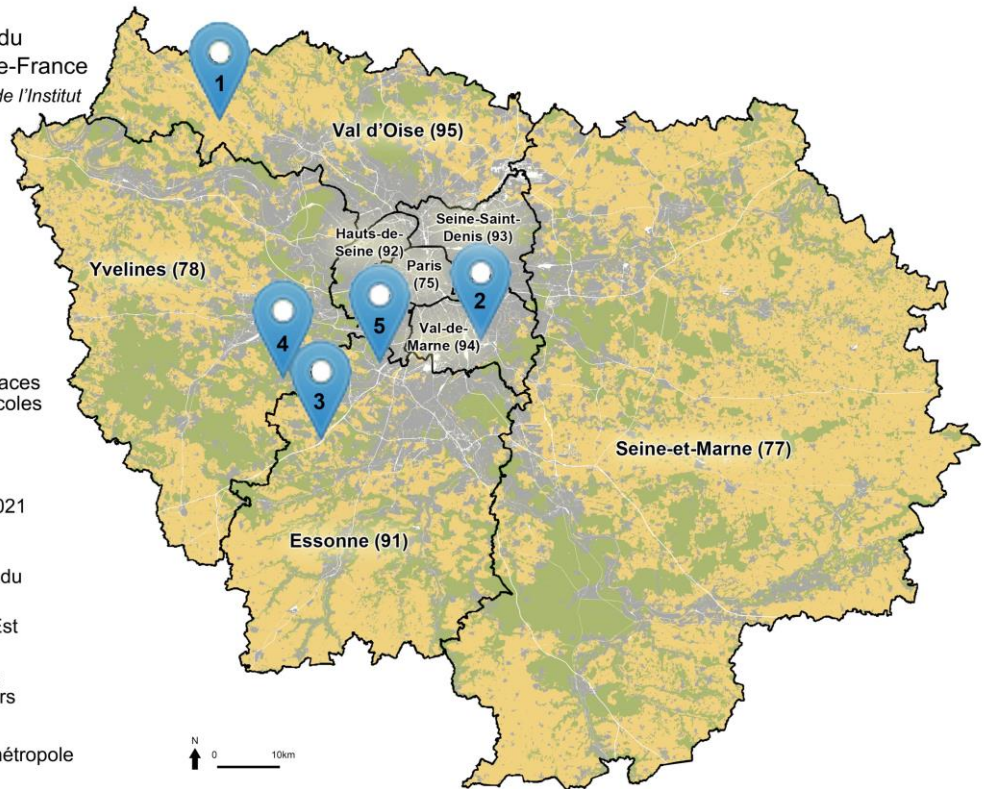 du
e-France
de l'Institut
aces
coles
021
du
Est
rs
métropole
1
Val d'Oise (95)
Seine-Saint-
Denis (93)
Hauts-de-
Seine (92)
Paris
(75)
Yvelines (78)
2
5
Val-de-
Marne (94)
4
3
Seine-et-Marne (77)
Essonne (91)
N
0 10km